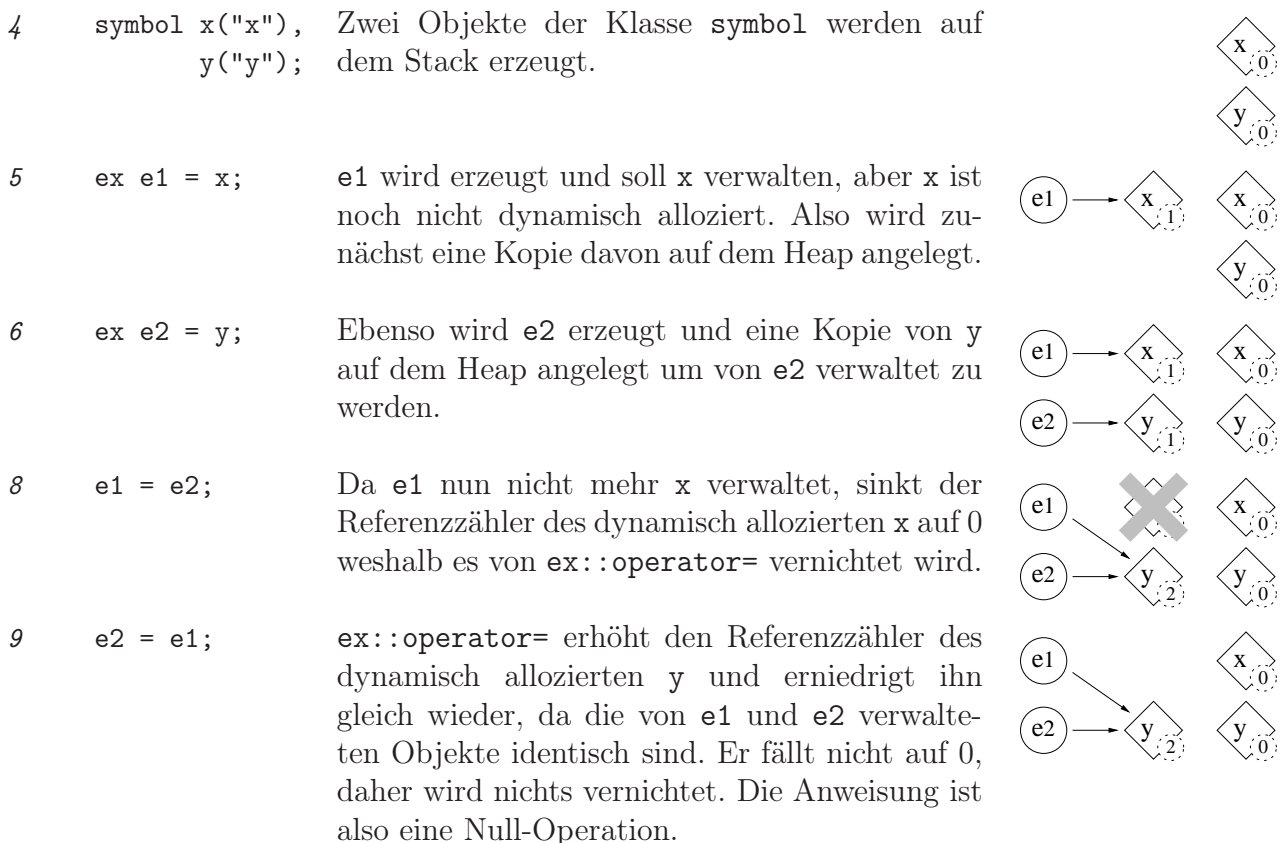 4 symbol x("x"), Zwei Objekte der Klasse symbol werden auf
y("y"); dem Stack erzeugt.
x 0
y 0
5 ex e1 = x; e1 wird erzeugt und soll x verwalten, aber x ist
noch nicht dynamisch alloziert. Also wird zu-
nächst eine Kopie davon auf dem Heap angelegt.
e1 x 1 x 0
y 0
6 ex e2 = y; Ebenso wird e2 erzeugt und eine Kopie von y
auf dem Heap angelegt um von e2 verwaltet zu
werden.
e1 x 1 x 0
e2 y 1 y 0
8 e1 = e2; Da e1 nun nicht mehr x verwaltet, sinkt der
Referenzzähler des dynamisch allozierten x auf 0
weshalb es von ex::operator= vernichtet wird.
e1 x 0
e2 y 2 y 0
9 e2 = e1; ex::operator= erhöht den Referenzzähler des
dynamisch allozierten y und erniedrigt ihn
gleich wieder, da die von e1 und e2 verwalte-
ten Objekte identisch sind. Er fällt nicht auf 0,
daher wird nichts vernichtet. Die Anweisung ist
also eine Null-Operation.
e1 x 0
e2 y 2 y 0